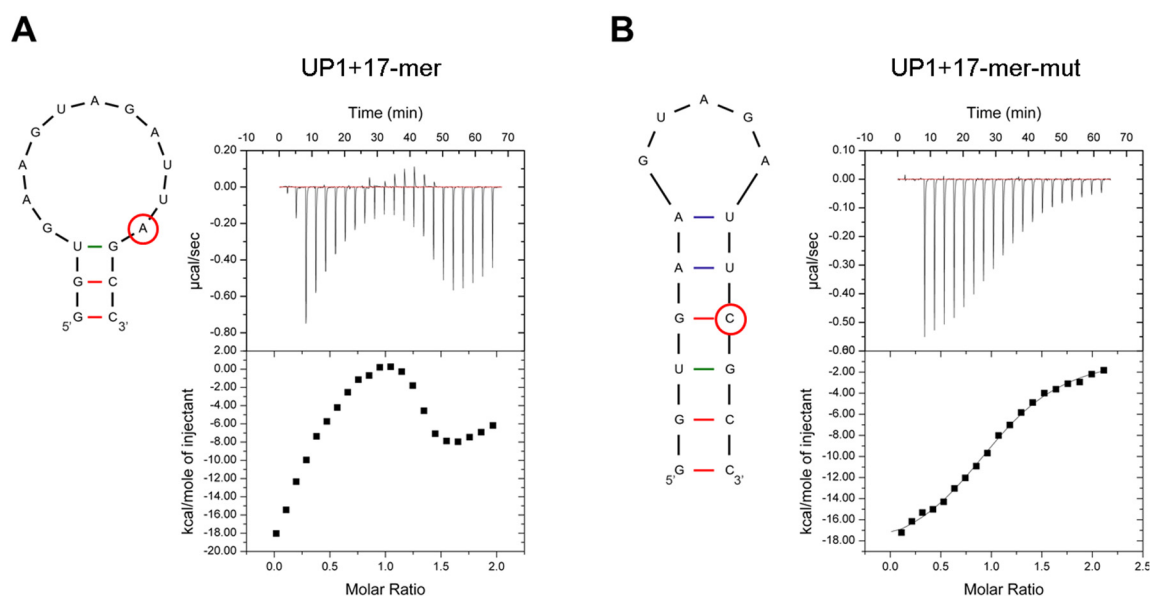 A
UP1+17-mer
U A G
G A
A U
A U
G A
U G
G C
5' G C 3'
Time (min)
-10 0 10 20 30 40 50 60 70
0.20
0.00
-0.20
-0.40
-0.60
-0.80
µcal/sec
2.00
0.00
-2.00
-4.00
-6.00
-8.00
-10.00
-12.00
-14.00
-16.00
-18.00
-20.00
kcal/mole of injectant
0.0 0.5 1.0 1.5 2.0
Molar Ratio
B
UP1+17-mer-mut
A
U G
G A
A U
A U
G C
U G
G C
5' G C 3'
Time (min)
-10 0 10 20 30 40 50 60 70
0.10
0.00
-0.10
-0.20
-0.30
-0.40
-0.50
-0.60
µcal/sec
-2.00
-4.00
-6.00
-8.00
-10.00
-12.00
-14.00
-16.00
-18.00
kcal/mole of injectant
0.0 0.5 1.0 1.5 2.0 2.5
Molar Ratio